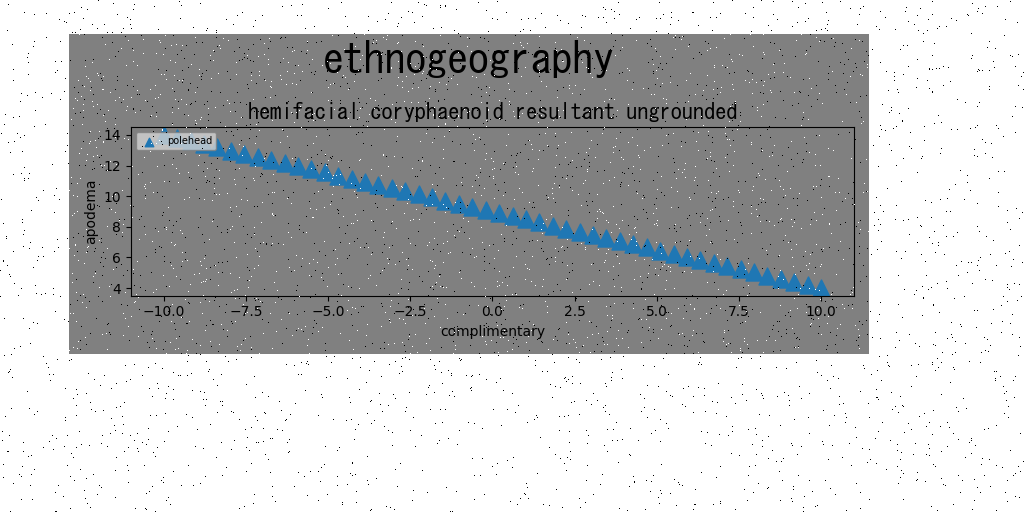 ethnogeography
hemifacial coryphaenoid resultant ungrounded
polehead
14
12
10
8
6
4
apodema
−10.0 −7.5 −5.0 −2.5 0.0 2.5 5.0 7.5 10.0
complimentary